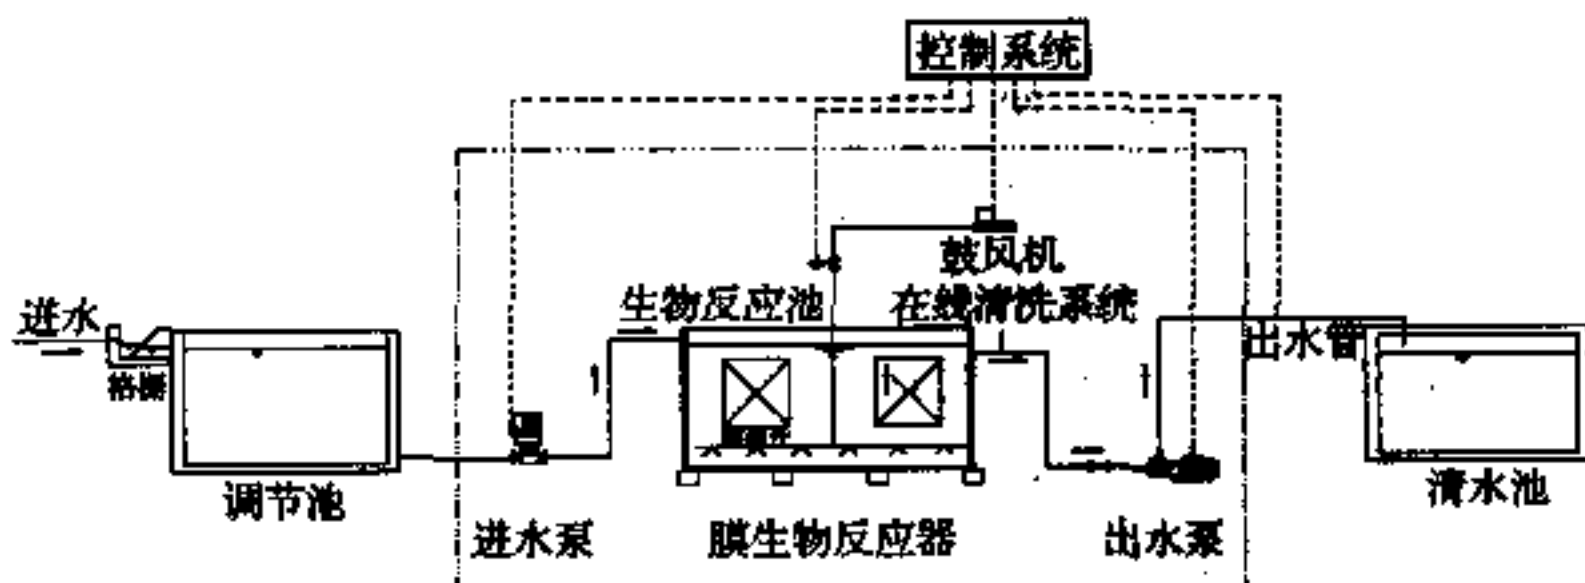 控制系统
鼓风机
进水
生物反应池
在线清洗系统
出水管
格栅
调节池
清水池
进水泵
膜生物反应器
出水泵